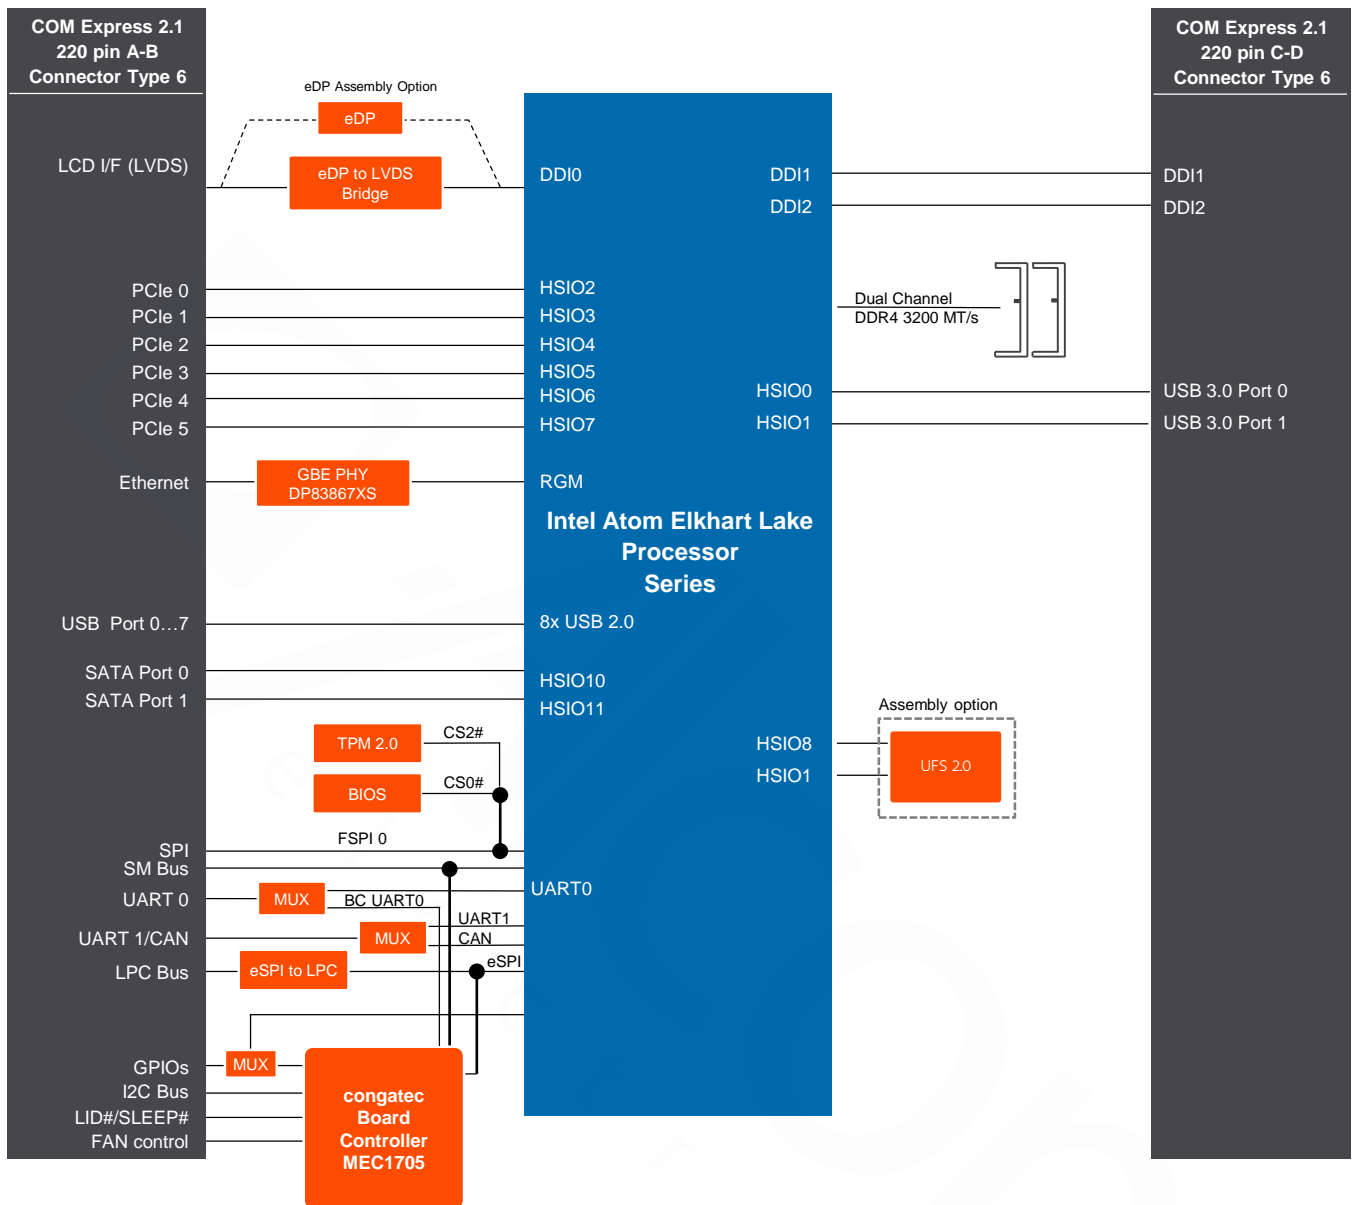 COM Express 2.1
220 pin A-B
Connector Type 6
LCD I/F (LVDS)
PCIe 0
PCIe 1
PCIe 2
PCIe 3
PCIe 4
PCIe 5
Ethernet
USB Port 0…7
SATA Port 0
SATA Port 1
SPI
SM Bus
UART 0
UART 1/CAN
LPC Bus
GPIOs
I2C Bus
LID#/SLEEP#
FAN control
eDP Assembly Option
eDP
eDP to LVDS
Bridge
GBE PHY
DP83867XS
TPM 2.0
CS2#
BIOS
CS0#
FSPI 0
MUX
BC UART0
UART1
MUX
CAN
eSPI to LPC
eSPI
MUX
congatec
Board
Controller
MEC1705
DDI0
DDI1
DDI2
HSIO2
HSIO3
HSIO4
HSIO5
HSIO6
HSIO7
HSIO0
HSIO1
RGM
Intel Atom Elkhart Lake
Processor
Series
8x USB 2.0
HSIO10
HSIO11
HSIO8
HSIO1
UART0
Dual Channel
DDR4 3200 MT/s
Assembly option
UFS 2.0
COM Express 2.1
220 pin C-D
Connector Type 6
DDI1
DDI2
USB 3.0 Port 0
USB 3.0 Port 1